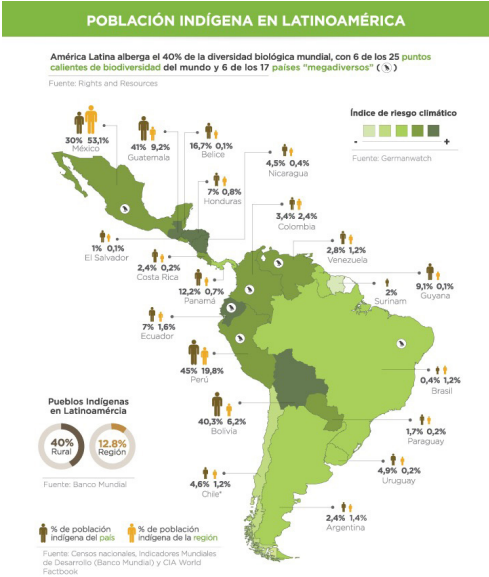 POBLACIÓN INDÍGENA EN LATINOAMÉRICA
América Latina alberga el 40% de la diversidad biológica mundial, con 6 de los 25 puntos
calientes de biodiversidad del mundo y 6 de los 17 países “megadiversos” ( )
Fuente: Rights and Resources
Índice de riesgo climático
- +
Fuente: Germanwatch
30% 53,1%
México
41% 9,2%
Guatemala
16,7% 0,1%
Belice
4,5% 0,4%
Nicaragua
7% 0,8%
Honduras
3,4% 2,4%
Colombia
1% 0,1%
El Salvador
2,4% 0,2%
Costa Rica
2,8% 1,2%
Venezuela
12,2% 0,7%
Panamá
2%
Surinam
9,1% 0,1%
Guyana
7% 1,6%
Ecuador
45% 19,8%
Perú
0,4% 1,2%
Brasil
40,3% 6,2%
Bolivia
1,7% 0,2%
Paraguay
4,9% 0,2%
Uruguay
4,6% 1,2%
Chile*
2,4% 1,4%
Argentina
Pueblos Indígenas
en Latinoamércia
40%
Rural
12.8%
Región
Fuente: Banco Mundial
% de población
indígena del país
% de población
indígena de la región
Fuente: Censos nacionales, Indicadores Mundiales
de Desarrollo (Banco Mundial) y CIA World
Factbook